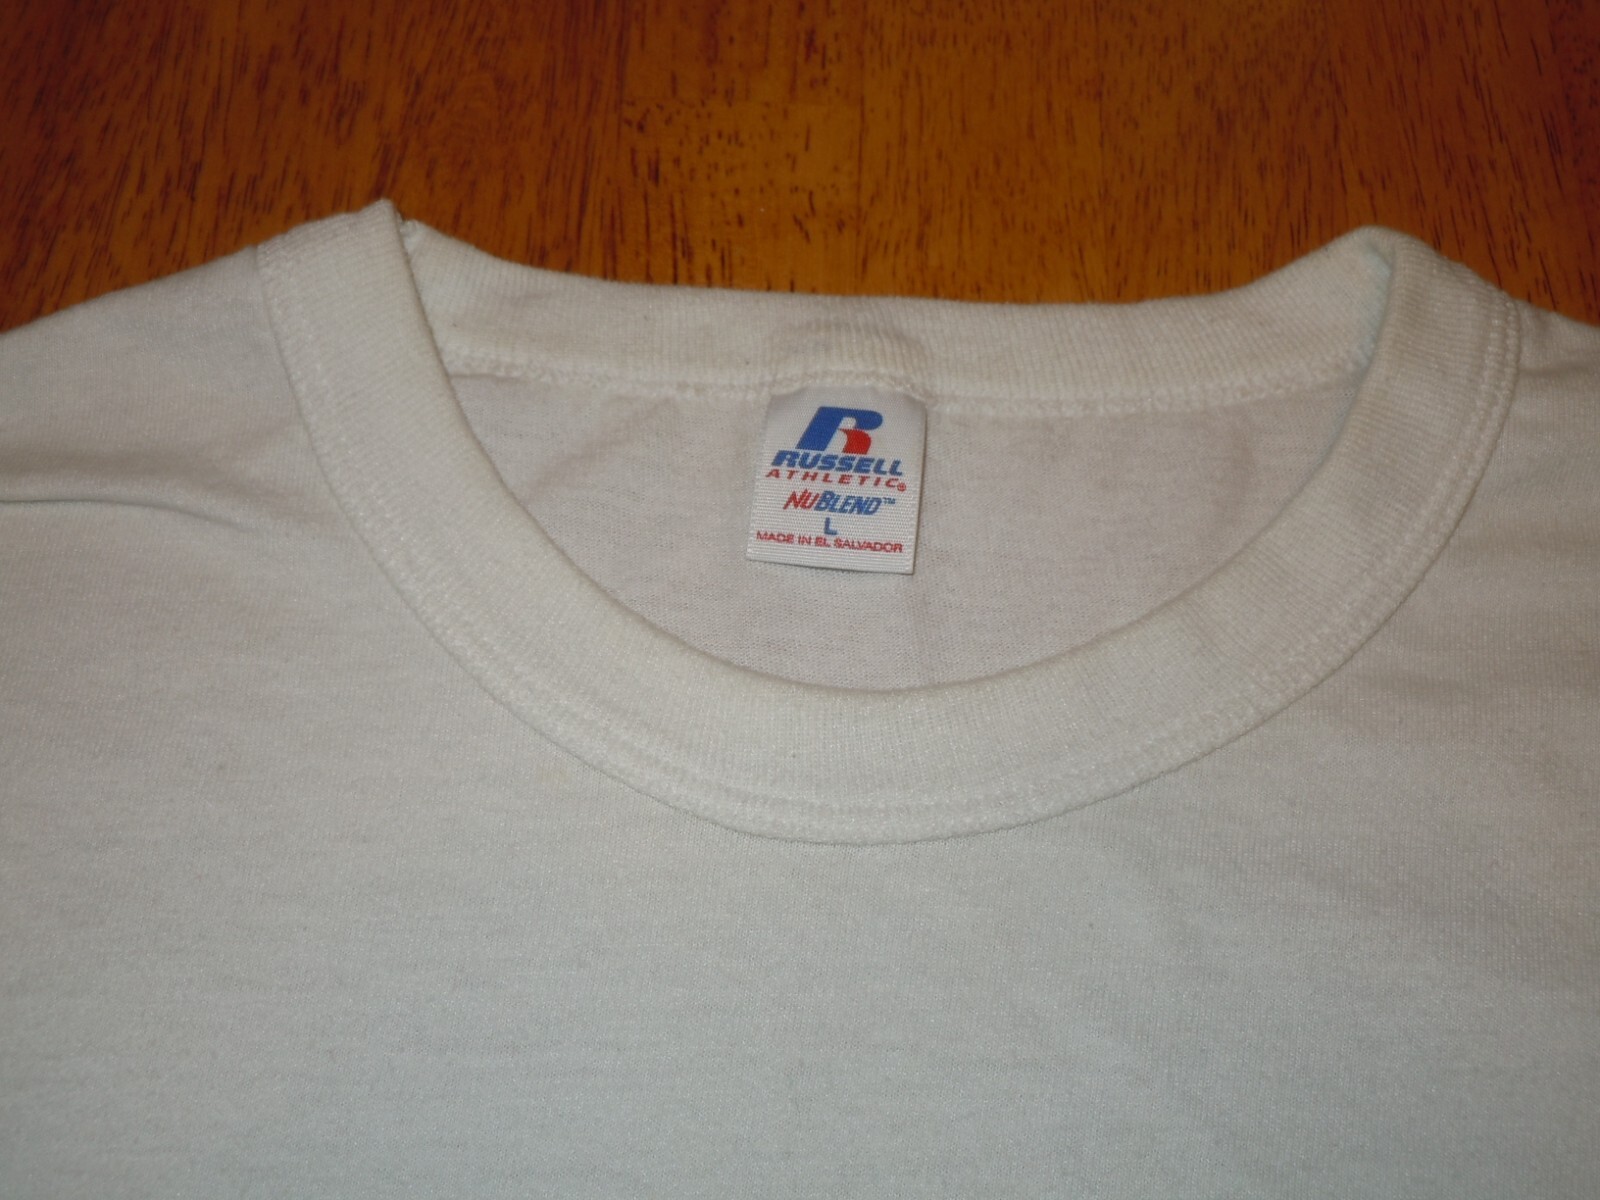 R
RUSSELL
ATHLETIC®
NUBLEND™
L
MADE IN EL SALVADOR